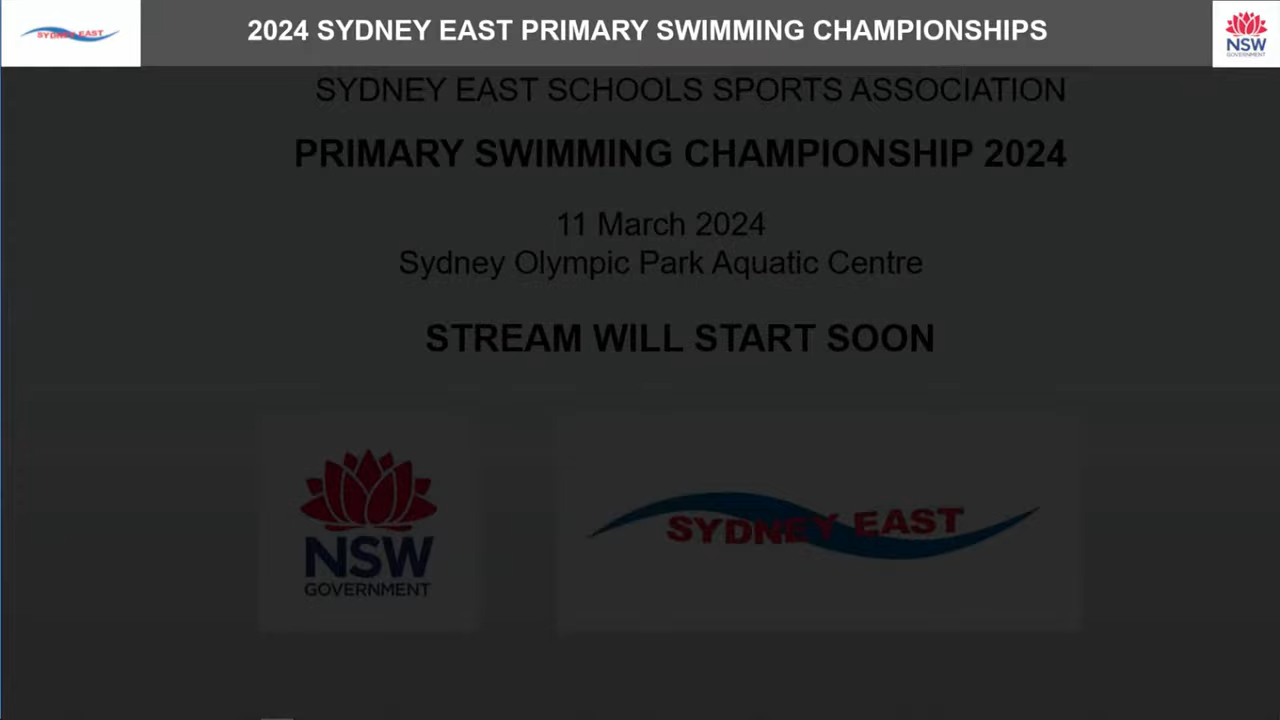 SYDNEY EAST
2024 SYDNEY EAST PRIMARY SWIMMING CHAMPIONSHIPS
NSW
GOVERNMENT
SYDNEY EAST SCHOOLS SPORTS ASSOCIATION
PRIMARY SWIMMING CHAMPIONSHIP 2024
11 March 2024
Sydney Olympic Park Aquatic Centre
STREAM WILL START SOON
NSW
GOVERNMENT
SYDNEY EAST